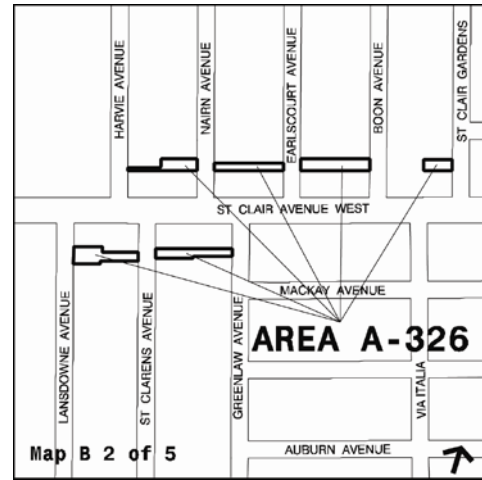 HARVIE AVENUE
NAIRN AVENUE
EARLSCOURT AVENUE
BOON AVENUE
ST CLAIR GARDENS
ST CLAIR AVENUE WEST
MACKAY AVENUE
LANSDOWNE AVENUE
ST CLARENS AVENUE
GREENLAW AVENUE
AREA A-326
VIA ITALIA
AUBURN AVENUE
Map B 2 of 5